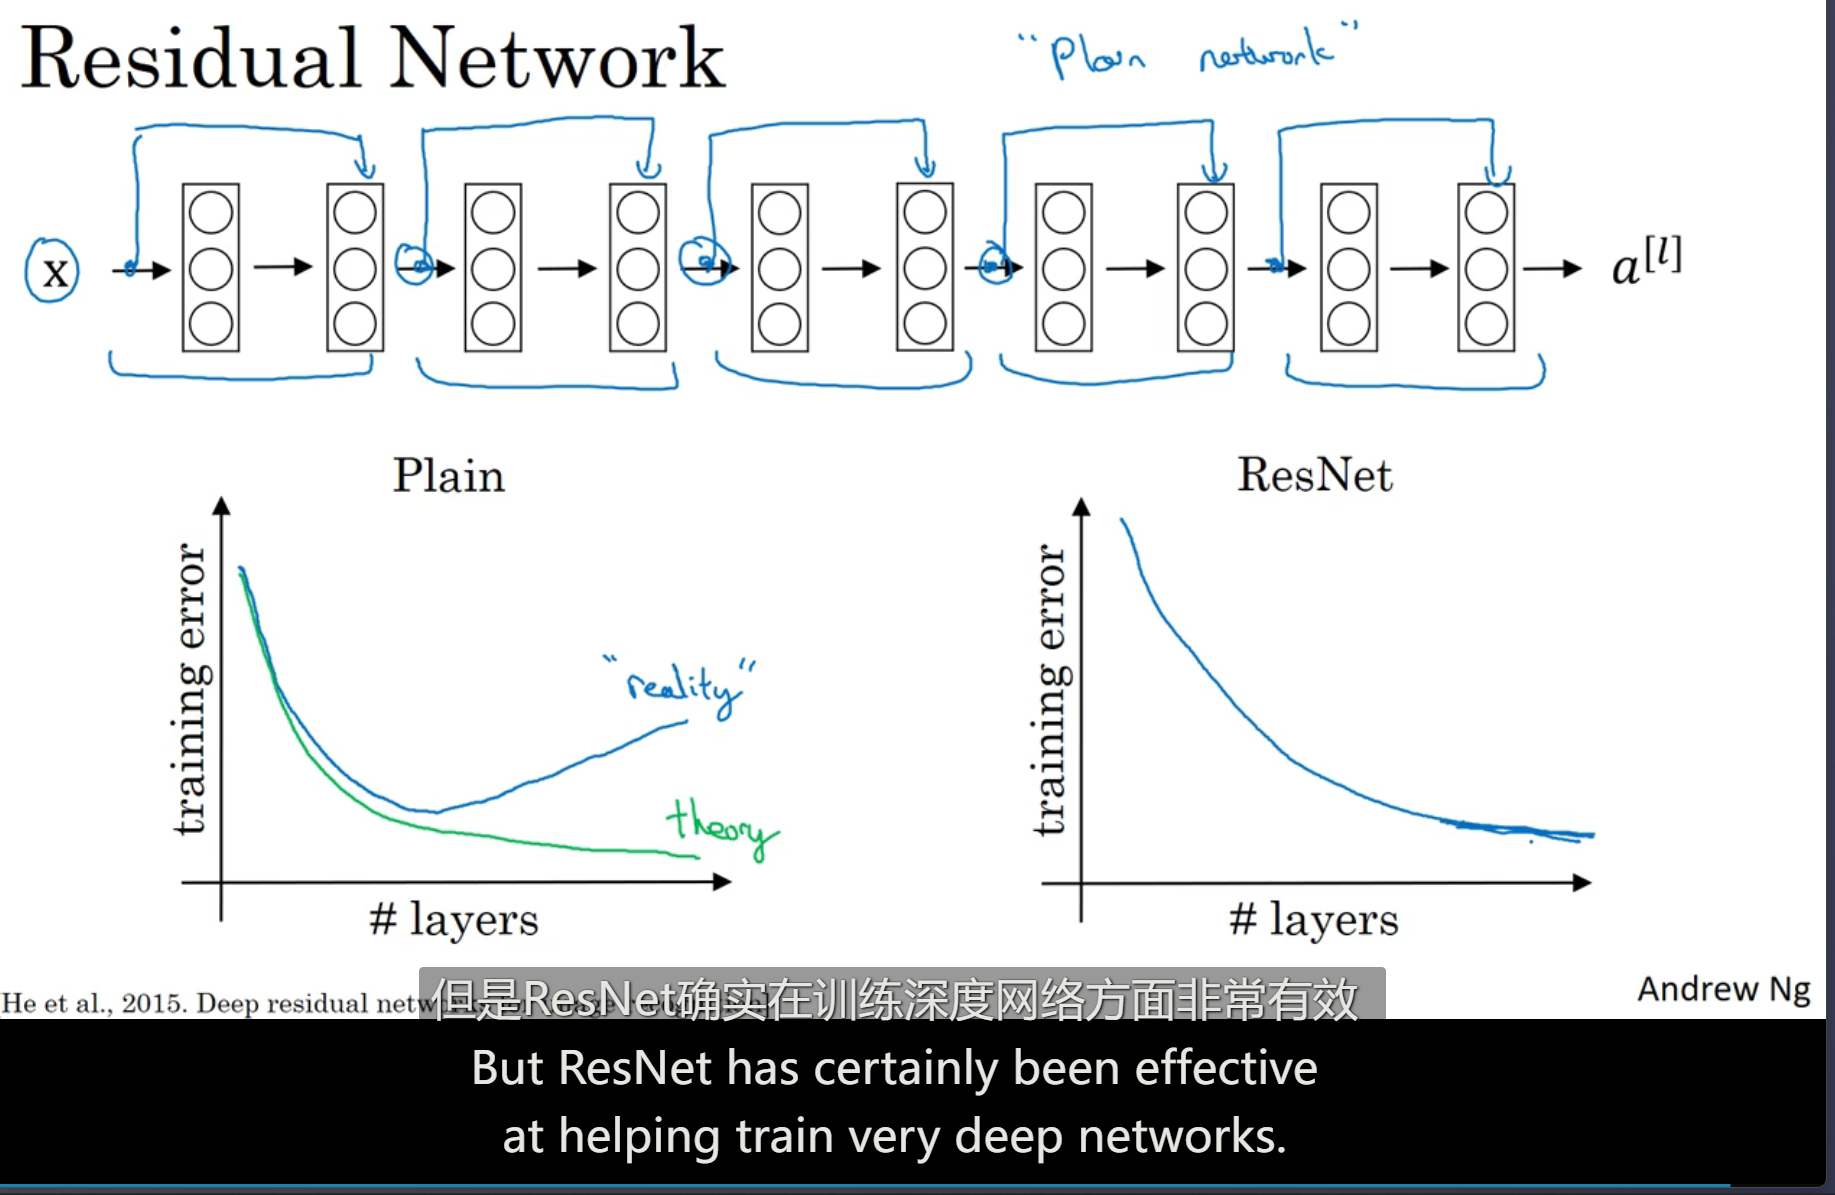 Residual Network
"Plain network"
x
a[l]
Plain
ResNet
training error
"reality"
theory
# layers
training error
# layers
He et al., 2015. Deep residual
但是ResNet确实在训练深度网络方面非常有效
Andrew Ng
But ResNet has certainly been effective
at helping train very deep networks.